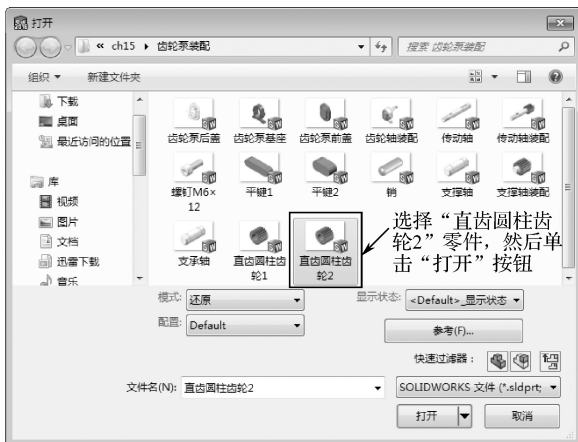 打开
« ch15 ▸ 齿轮泵装配
搜索 齿轮泵装配
组织 新建文件夹
下载
桌面
最近访问的位置
库
视频
图片
文档
迅雷下载
音乐
齿轮泵后盖 齿轮泵基座 齿轮泵前盖 齿轮轴装配 传动轴 传动轴装配
螺钉M6×12 平键1 平键2 销 支撑轴 支撑轴装配
支承轴 直齿圆柱齿轮1 直齿圆柱齿轮2
选择“直齿圆柱齿
轮2”零件，然后单
击“打开”按钮
模式: 还原 显示状态: <Default>_显示状态
配置: Default
参考(F)...
快速过滤器：
文件名(N): 直齿圆柱齿轮2 SOLIDWORKS 文件 (*.sldprt;
打开 取消